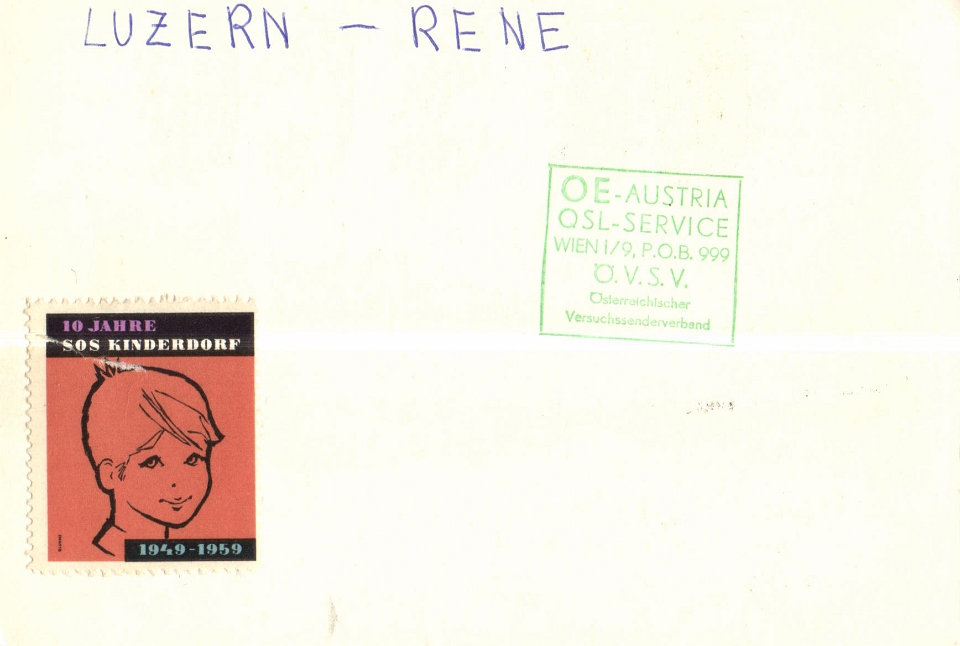 LUZERN — RENE
OE-AUSTRIA
QSL-SERVICE
WIEN I/9, P.O.B. 999
Ö.V.S.V.
Österreichischer
Versuchssenderverband
10 JAHRE
SOS KINDERDORF
1949-1959